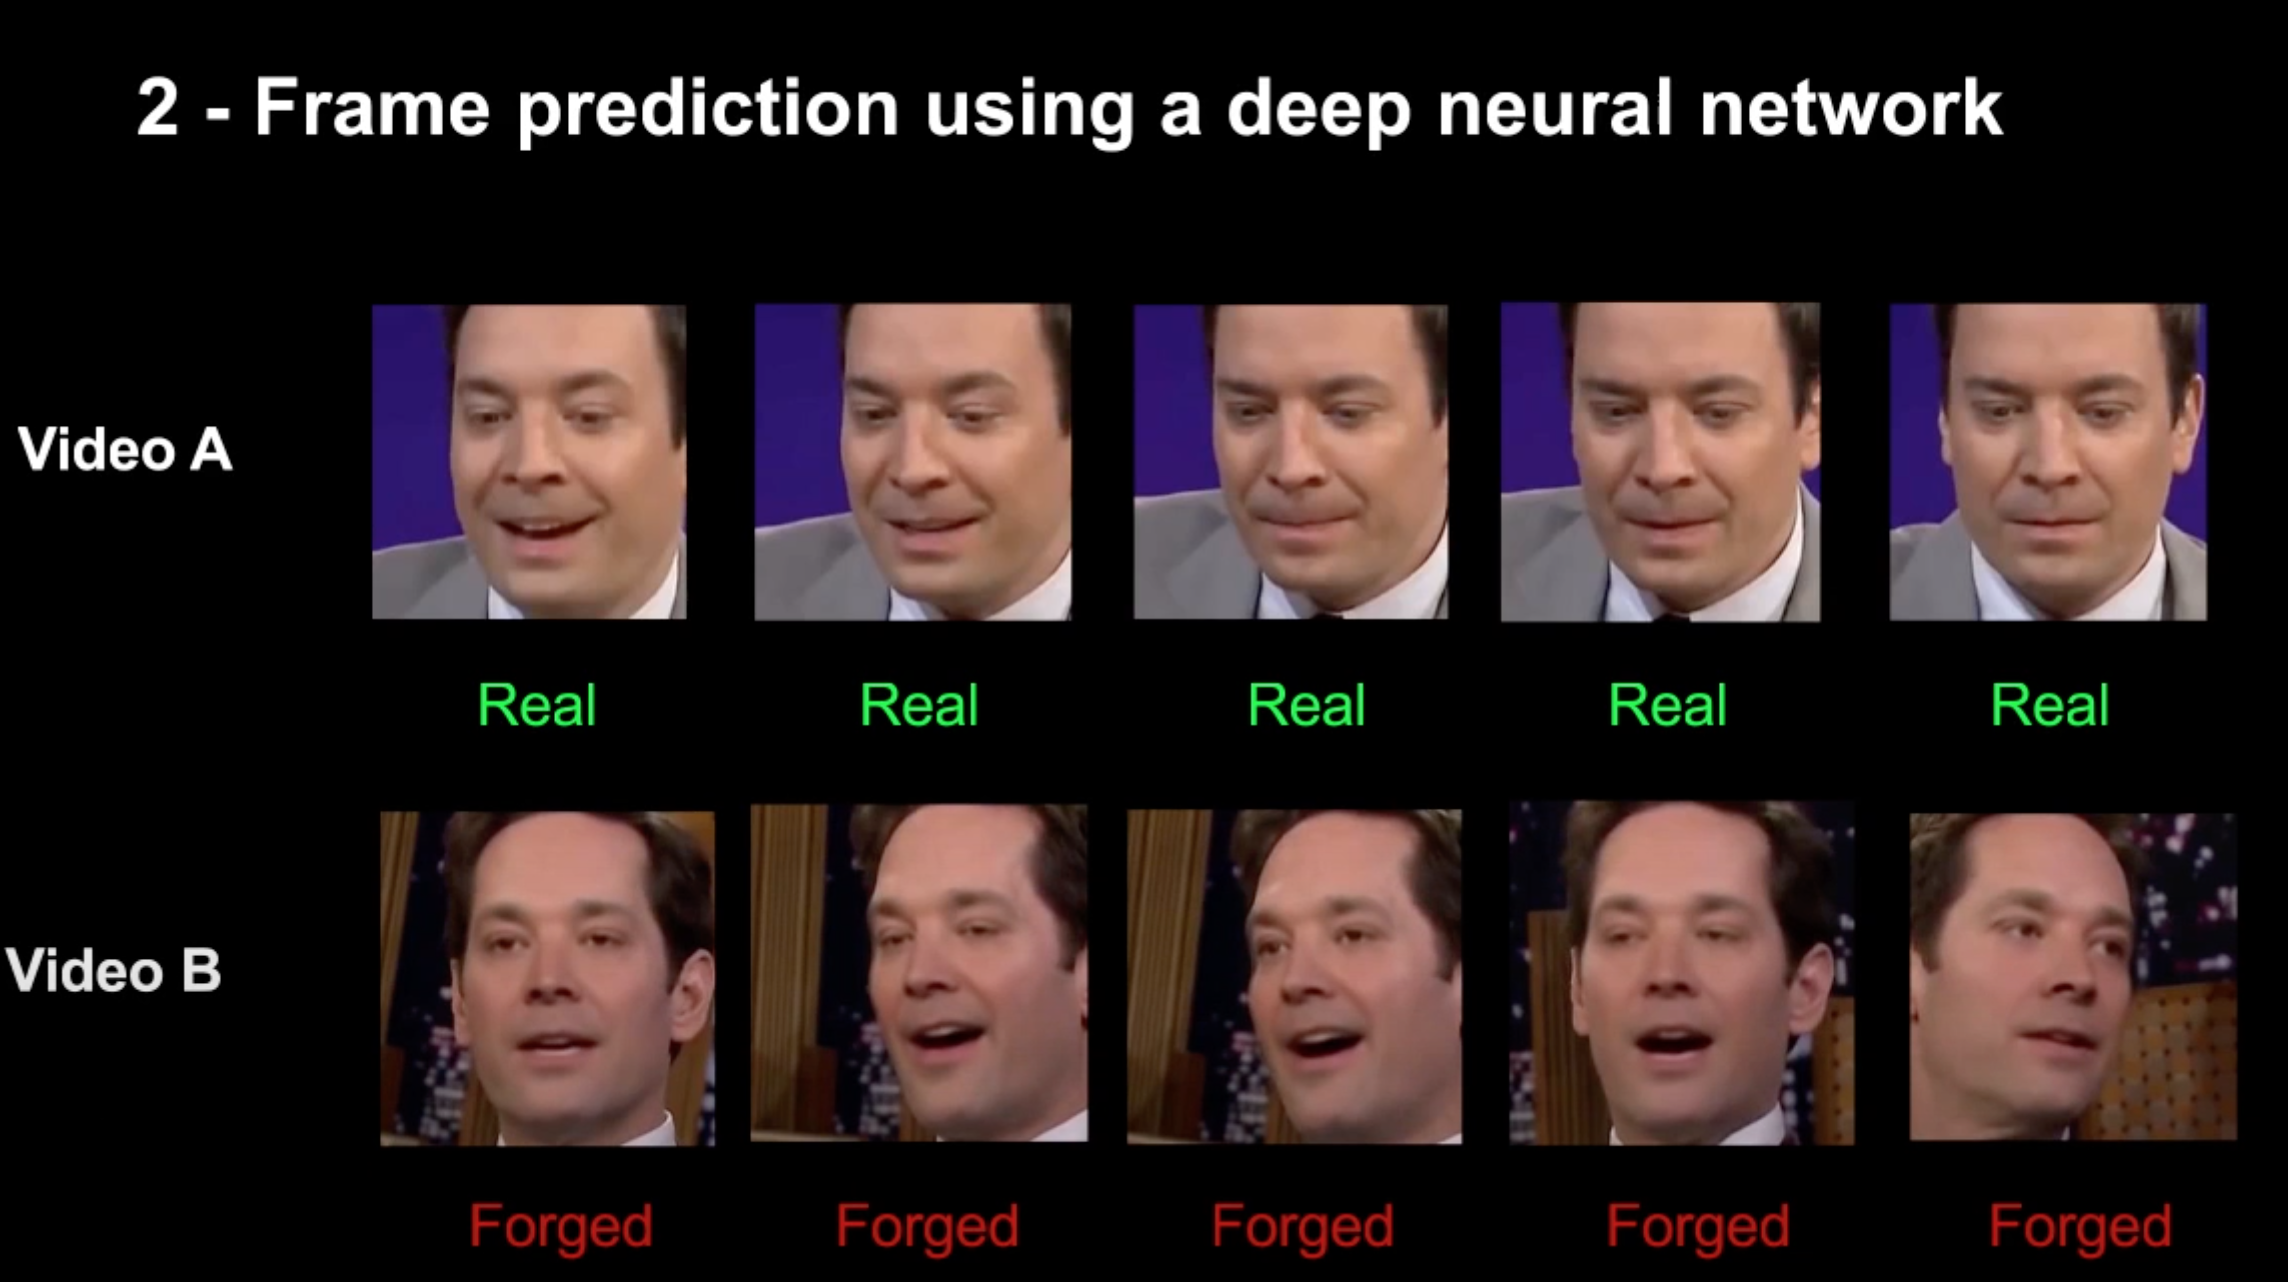 2 - Frame prediction using a deep neural network
Video A
Real Real Real Real Real
Video B
Forged Forged Forged Forged Forged